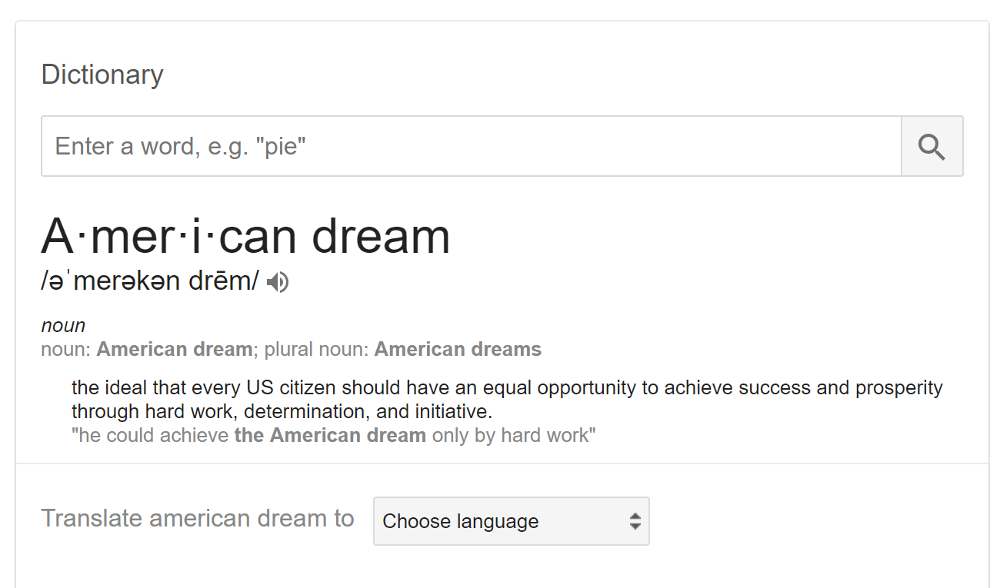 Dictionary
Enter a word, e.g. "pie"
A·mer·i·can dream
/əˈmerəkən drēm/
noun
noun: American dream; plural noun: American dreams
the ideal that every US citizen should have an equal opportunity to achieve success and prosperity
through hard work, determination, and initiative.
"he could achieve the American dream only by hard work"
Translate american dream to
Choose language